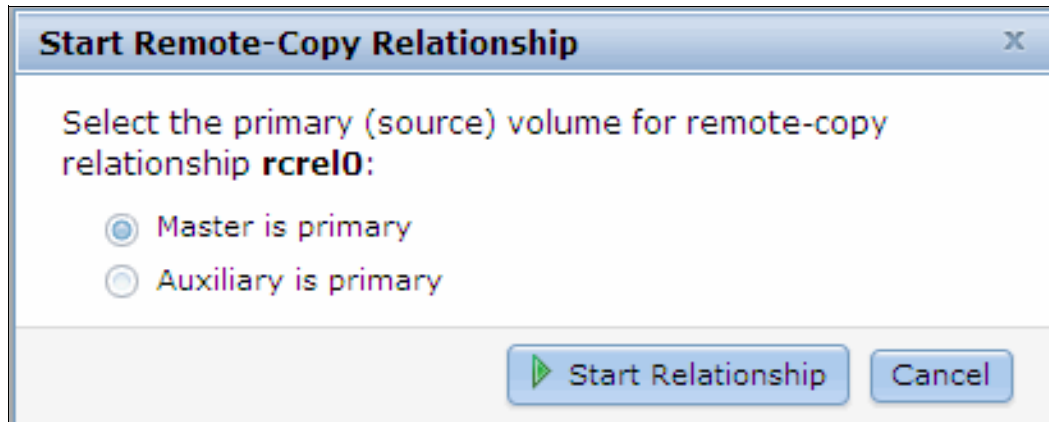 Start Remote-Copy Relationship x
Select the primary (source) volume for remote-copy
relationship rcrel0:
Master is primary
Auxiliary is primary
Start Relationship Cancel